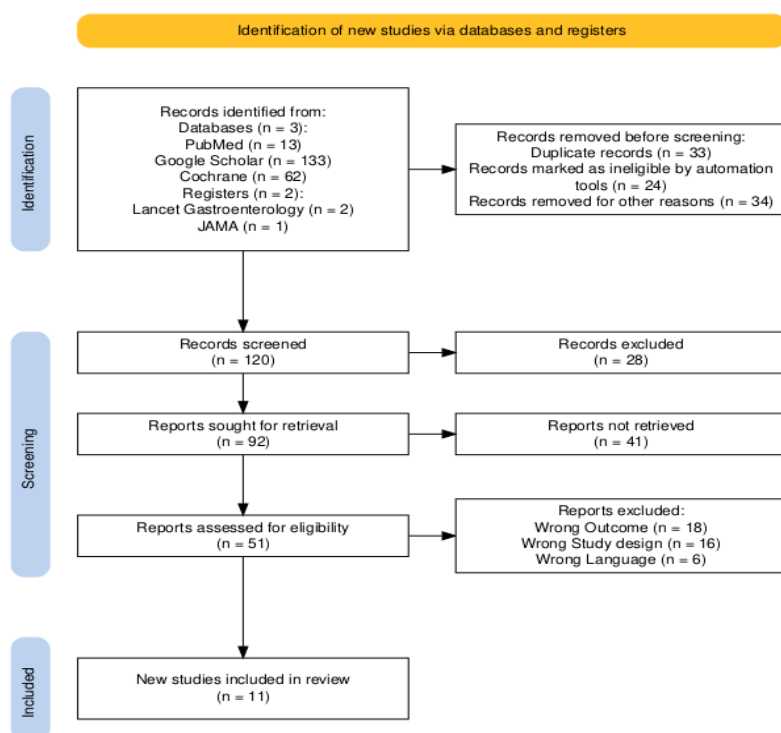 Identification of new studies via databases and registers
Identification
Records identified from:
Databases (n = 3):
PubMed (n = 13)
Google Scholar (n = 133)
Cochrane (n = 62)
Registers (n = 2):
Lancet Gastroenterology (n = 2)
JAMA (n = 1)
Records removed before screening:
Duplicate records (n = 33)
Records marked as ineligible by automation
tools (n = 24)
Records removed for other reasons (n = 34)
Screening
Records screened
(n = 120)
Records excluded
(n = 28)
Reports sought for retrieval
(n = 92)
Reports not retrieved
(n = 41)
Reports assessed for eligibility
(n = 51)
Reports excluded:
Wrong Outcome (n = 18)
Wrong Study design (n = 16)
Wrong Language (n = 6)
Included
New studies included in review
(n = 11)